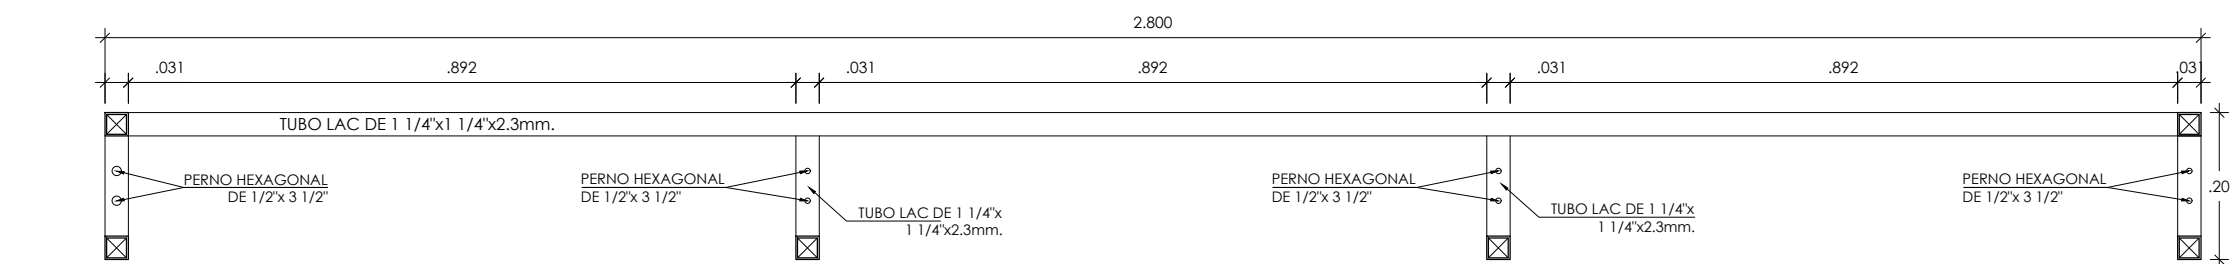 2.800
.031
.892
.031
.892
.031
.892
.031
TUBO LAC DE 1 1/4"x1 1/4"x2.3mm.
PERNO HEXAGONAL
DE 1/2"x 3 1/2"
PERNO HEXAGONAL
DE 1/2"x 3 1/2"
TUBO LAC DE 1 1/4"x
1 1/4"x2.3mm.
PERNO HEXAGONAL
DE 1/2"x 3 1/2"
TUBO LAC DE 1 1/4"x
1 1/4"x2.3mm.
PERNO HEXAGONAL
DE 1/2"x 3 1/2"
.20